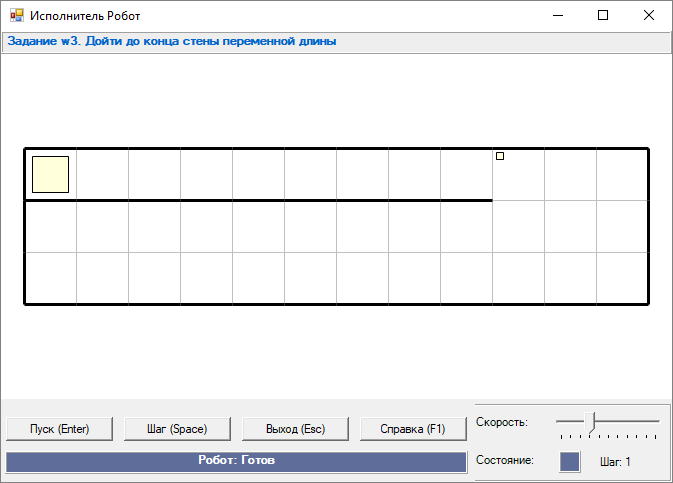 Исполнитель Робот
Задание w3. Дойти до конца стены переменной длины
Пуск (Enter)
Шаг (Space)
Выход (Esc)
Справка (F1)
Скорость:
Робот: Готов
Состояние:
Шаг: 1